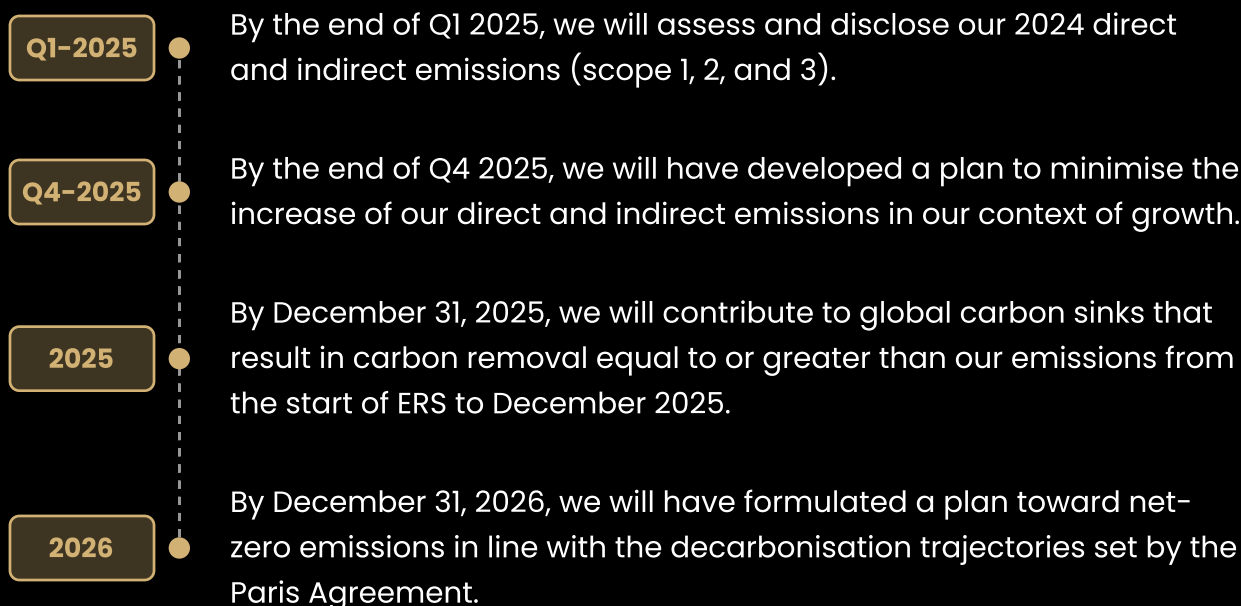 Q1-2025
By the end of Q1 2025, we will assess and disclose our 2024 direct
and indirect emissions (scope 1, 2, and 3).
Q4-2025
By the end of Q4 2025, we will have developed a plan to minimise the
increase of our direct and indirect emissions in our context of growth.
2025
By December 31, 2025, we will contribute to global carbon sinks that
result in carbon removal equal to or greater than our emissions from
the start of ERS to December 2025.
2026
By December 31, 2026, we will have formulated a plan toward net-
zero emissions in line with the decarbonisation trajectories set by the
Paris Agreement.